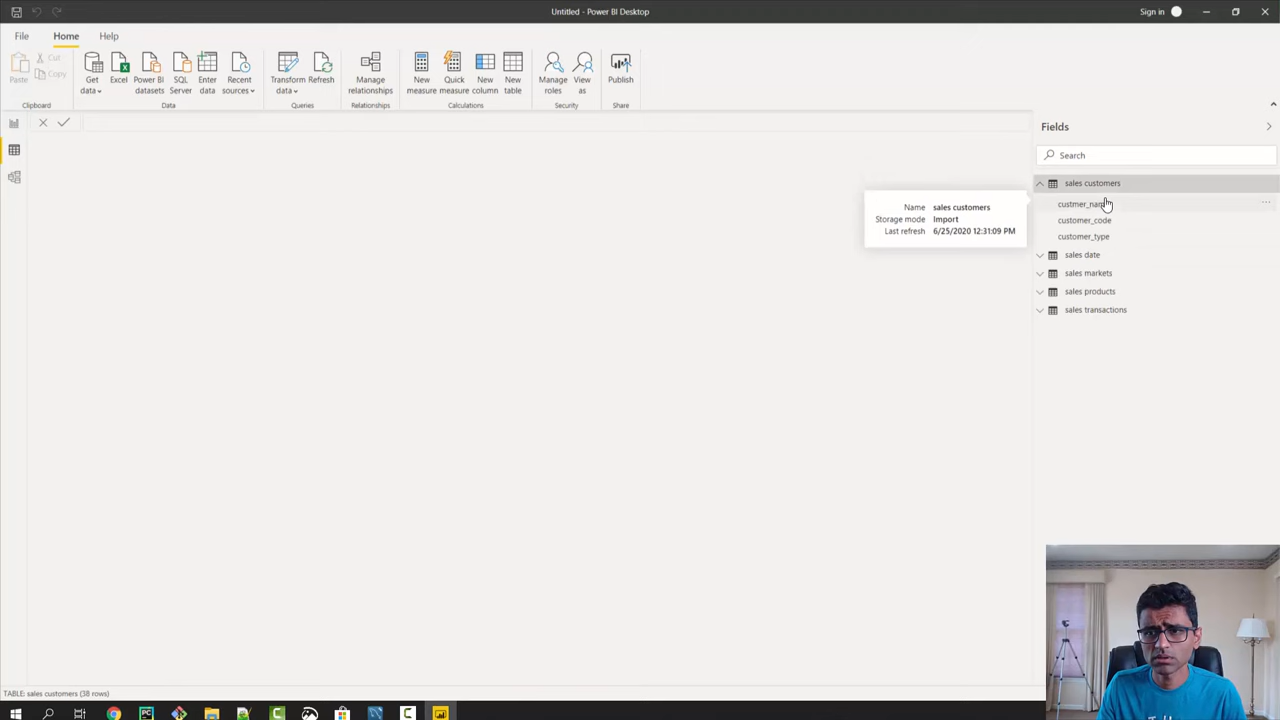 Untitled - Power BI Desktop
Sign in
File
Home
Help
Paste
Cut
Copy
Clipboard
Get data
Excel
Power BI datasets
SQL Server
Enter data
Recent sources
Data
Transform data
Refresh
Queries
Manage relationships
Relationships
New measure
Quick measure
New column
New table
Calculations
Manage roles
View as
Security
Publish
Share
Fields
Search
sales customers
custmer_name
customer_code
customer_type
sales date
sales markets
sales products
sales transactions
Name sales customers
Storage mode Import
Last refresh 6/25/2020 12:31:09 PM
TABLE: sales customers (38 rows)